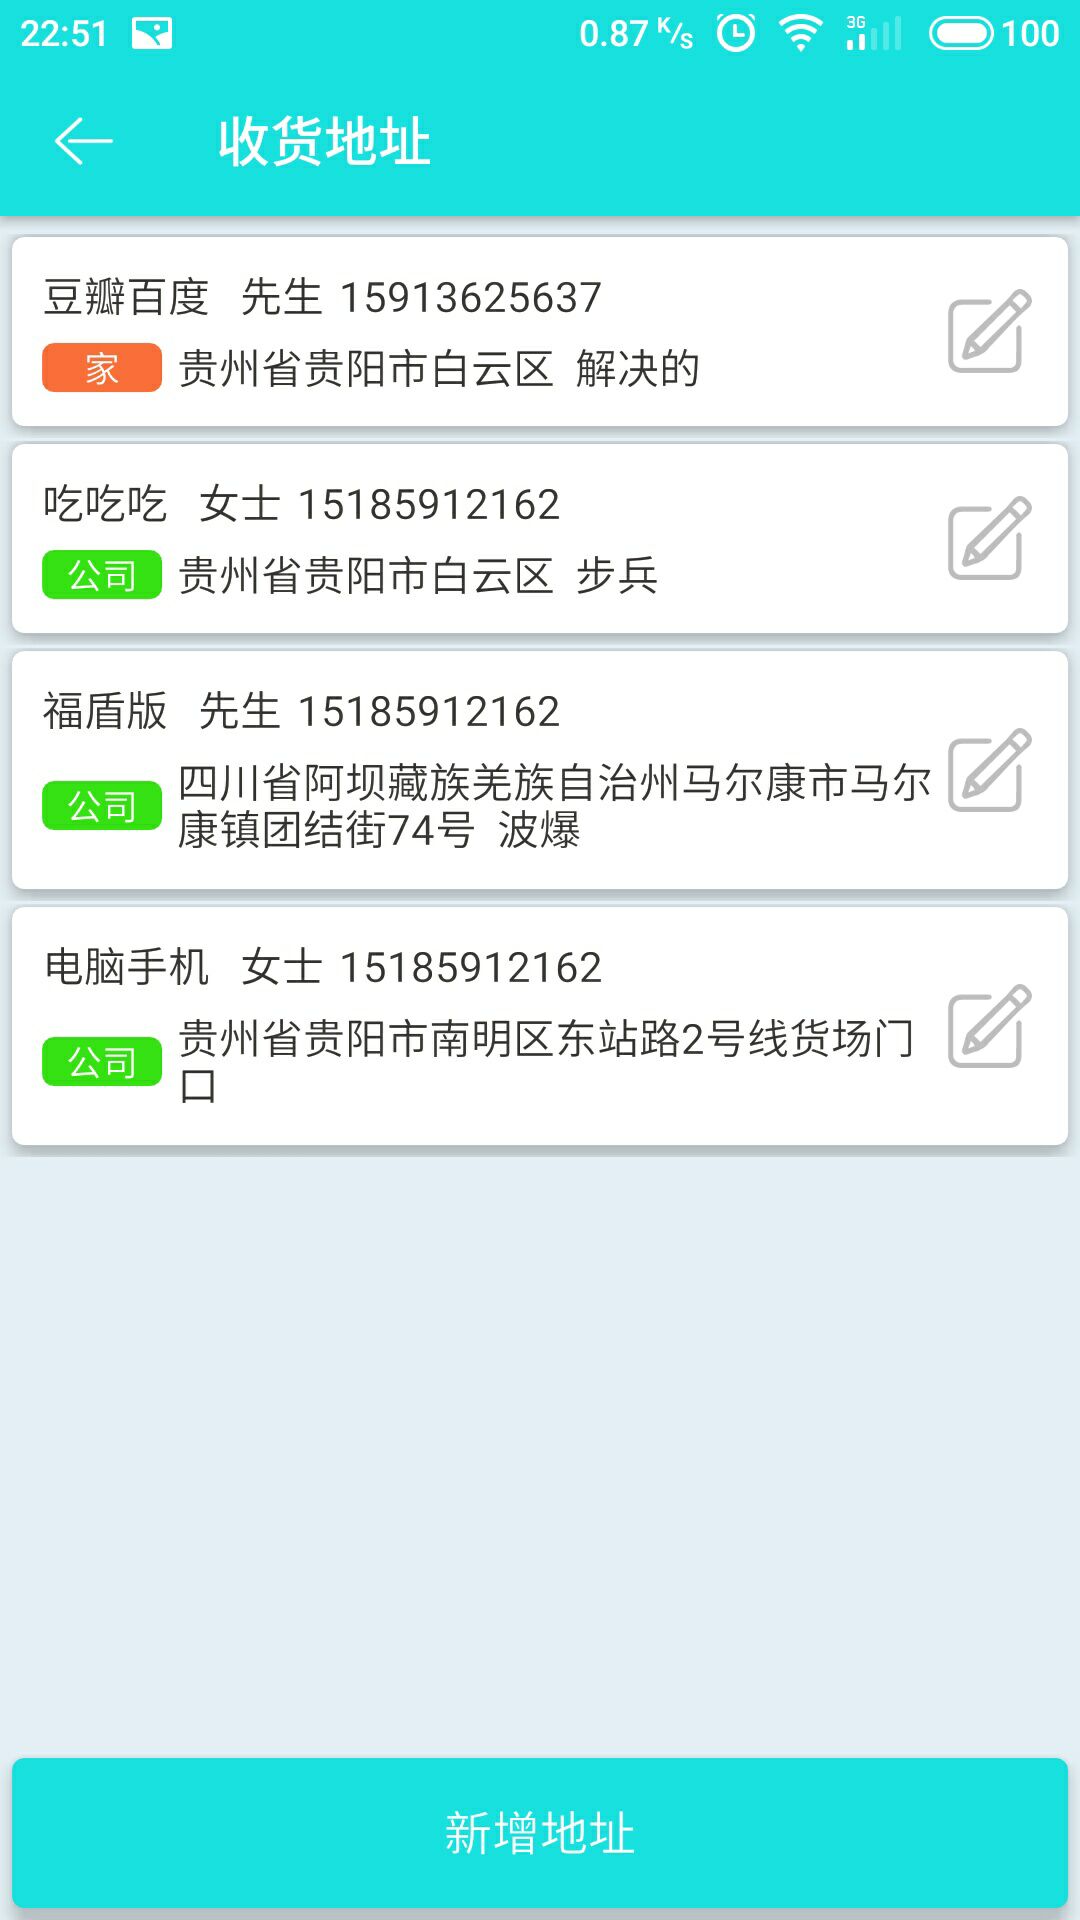 22:51 0.87 K/s 3G 100
收货地址
豆瓣百度 先生 15913625637
家 贵州省贵阳市白云区 解决的
吃吃吃 女士 15185912162
公司 贵州省贵阳市白云区 步兵
福盾版 先生 15185912162
公司 四川省阿坝藏族羌族自治州马尔康市马尔
康镇团结街74号 波爆
电脑手机 女士 15185912162
公司 贵州省贵阳市南明区东站路2号线货场门
口
新增地址